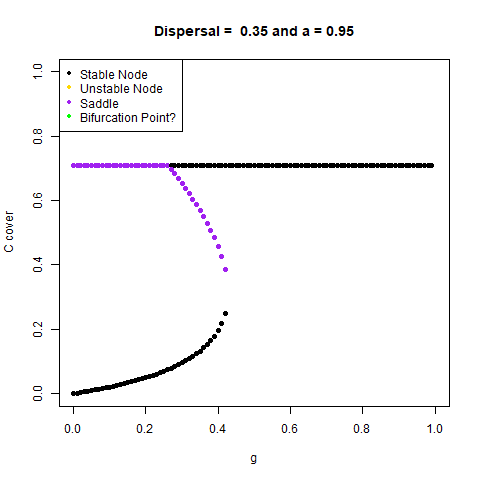 Dispersal =  0.35 and a = 0.95
Stable Node
Unstable Node
Saddle
Bifurcation Point?
C cover
1.0
0.8
0.6
0.4
0.2
0.0
0.0 0.2 0.4 0.6 0.8 1.0
g